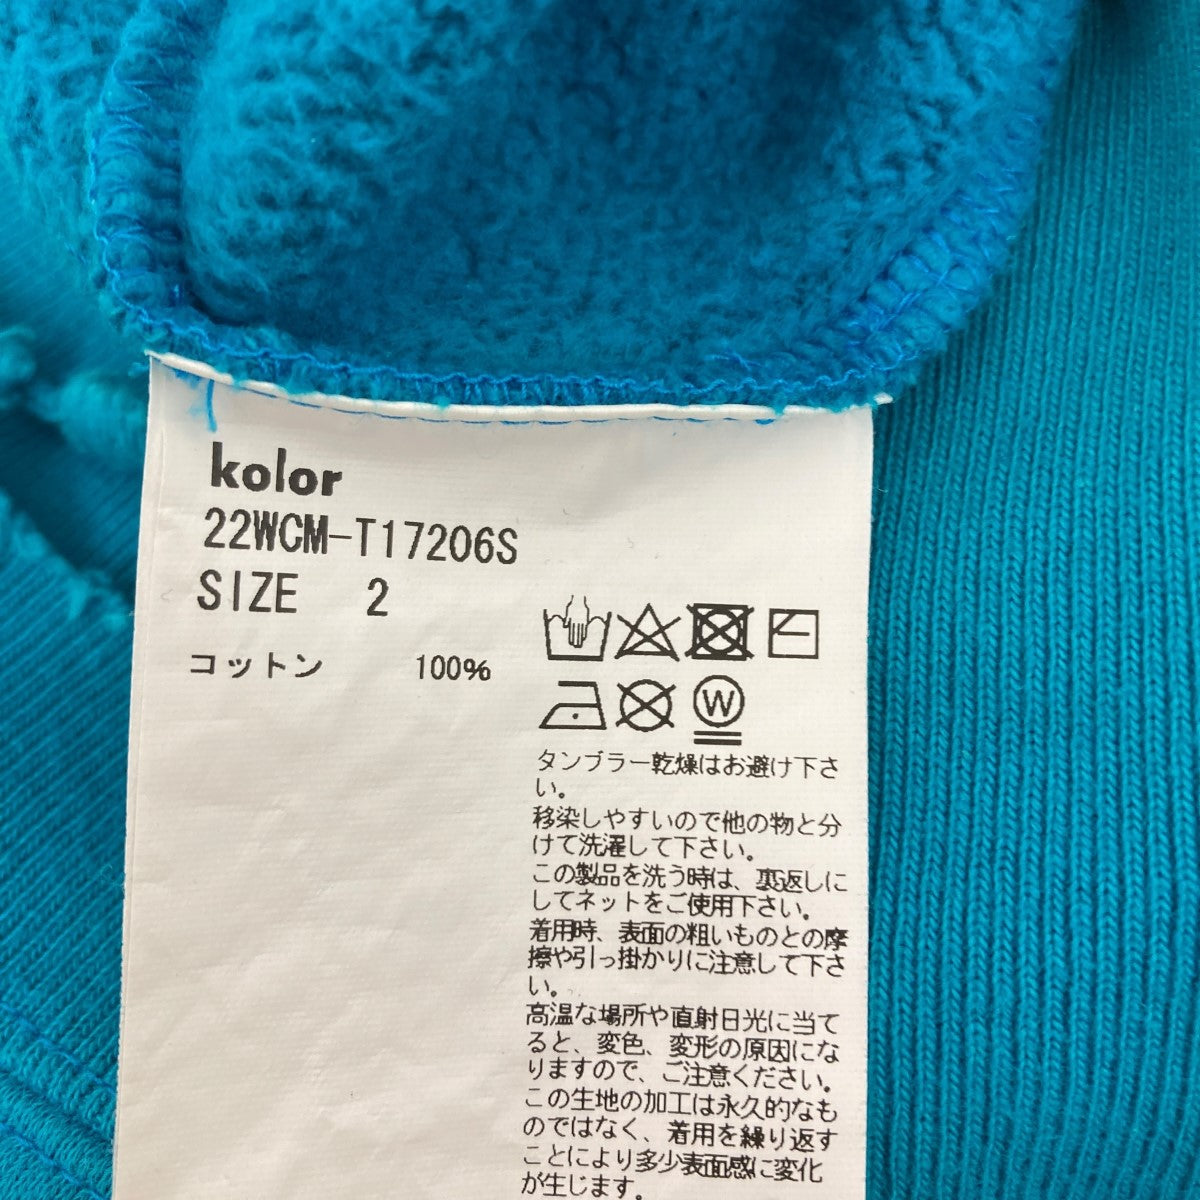 kolor
22WCM-T17206S
SIZE 2
コットン 100%
W
タンブラー乾燥はお避け下さ
い。
移染しやすいので他の物と分
けて洗濯して下さい。
この製品を洗う時は、裏返しに
してネットをご使用下さい。
着用時、表面の粗いものとの摩
擦や引っ掛かりに注意して下さ
い。
高温な場所や直射日光に当て
ると、変色、変形の原因にな
りますので、ご注意ください。
この生地の加工は永久的なも
のではなく、着用を繰り返す
ことにより多少表面感に変化
が生じます。